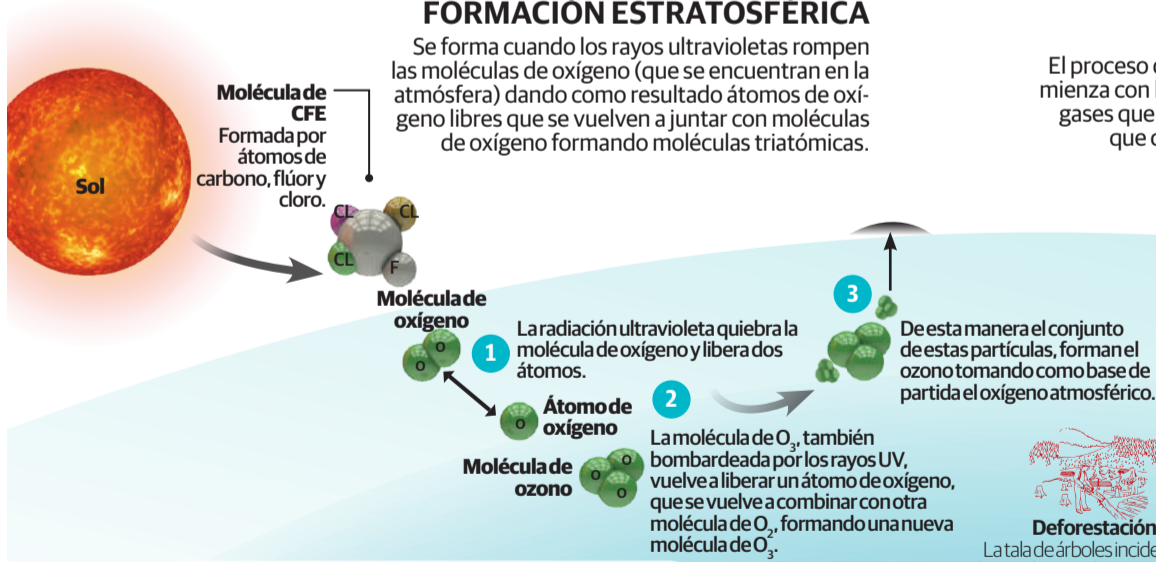 FORMACIÓN ESTRATOSFÉRICA
Se forma cuando los rayos ultravioletas rompen
las moléculas de oxígeno (que se encuentran en la
atmósfera) dando como resultado átomos de oxí-
geno libres que se vuelven a juntar con moléculas
de oxígeno formando moléculas triatómicas.
El proceso
mienza con
gases que
que
Molécula de
CFE
Formada por
átomos de
carbono, flúor y
cloro.
Sol
CL
CL
CL
F
Molécula de
oxígeno
O
O
1
La radiación ultravioleta quiebra la
molécula de oxígeno y libera dos
átomos.
O
Átomo de
oxígeno
Molécula de
ozono
O
O
O
2
La molécula de O₃, también
bombardeada por los rayos UV,
vuelve a liberar un átomo de oxígeno,
que se vuelve a combinar con otra
molécula de O₂, formando una nueva
molécula de O₃.
3
De esta manera el conjunto
de estas partículas, forman el
ozono tomando como base de
partida el oxígeno atmosférico.
Deforestación
La tala de árboles incide